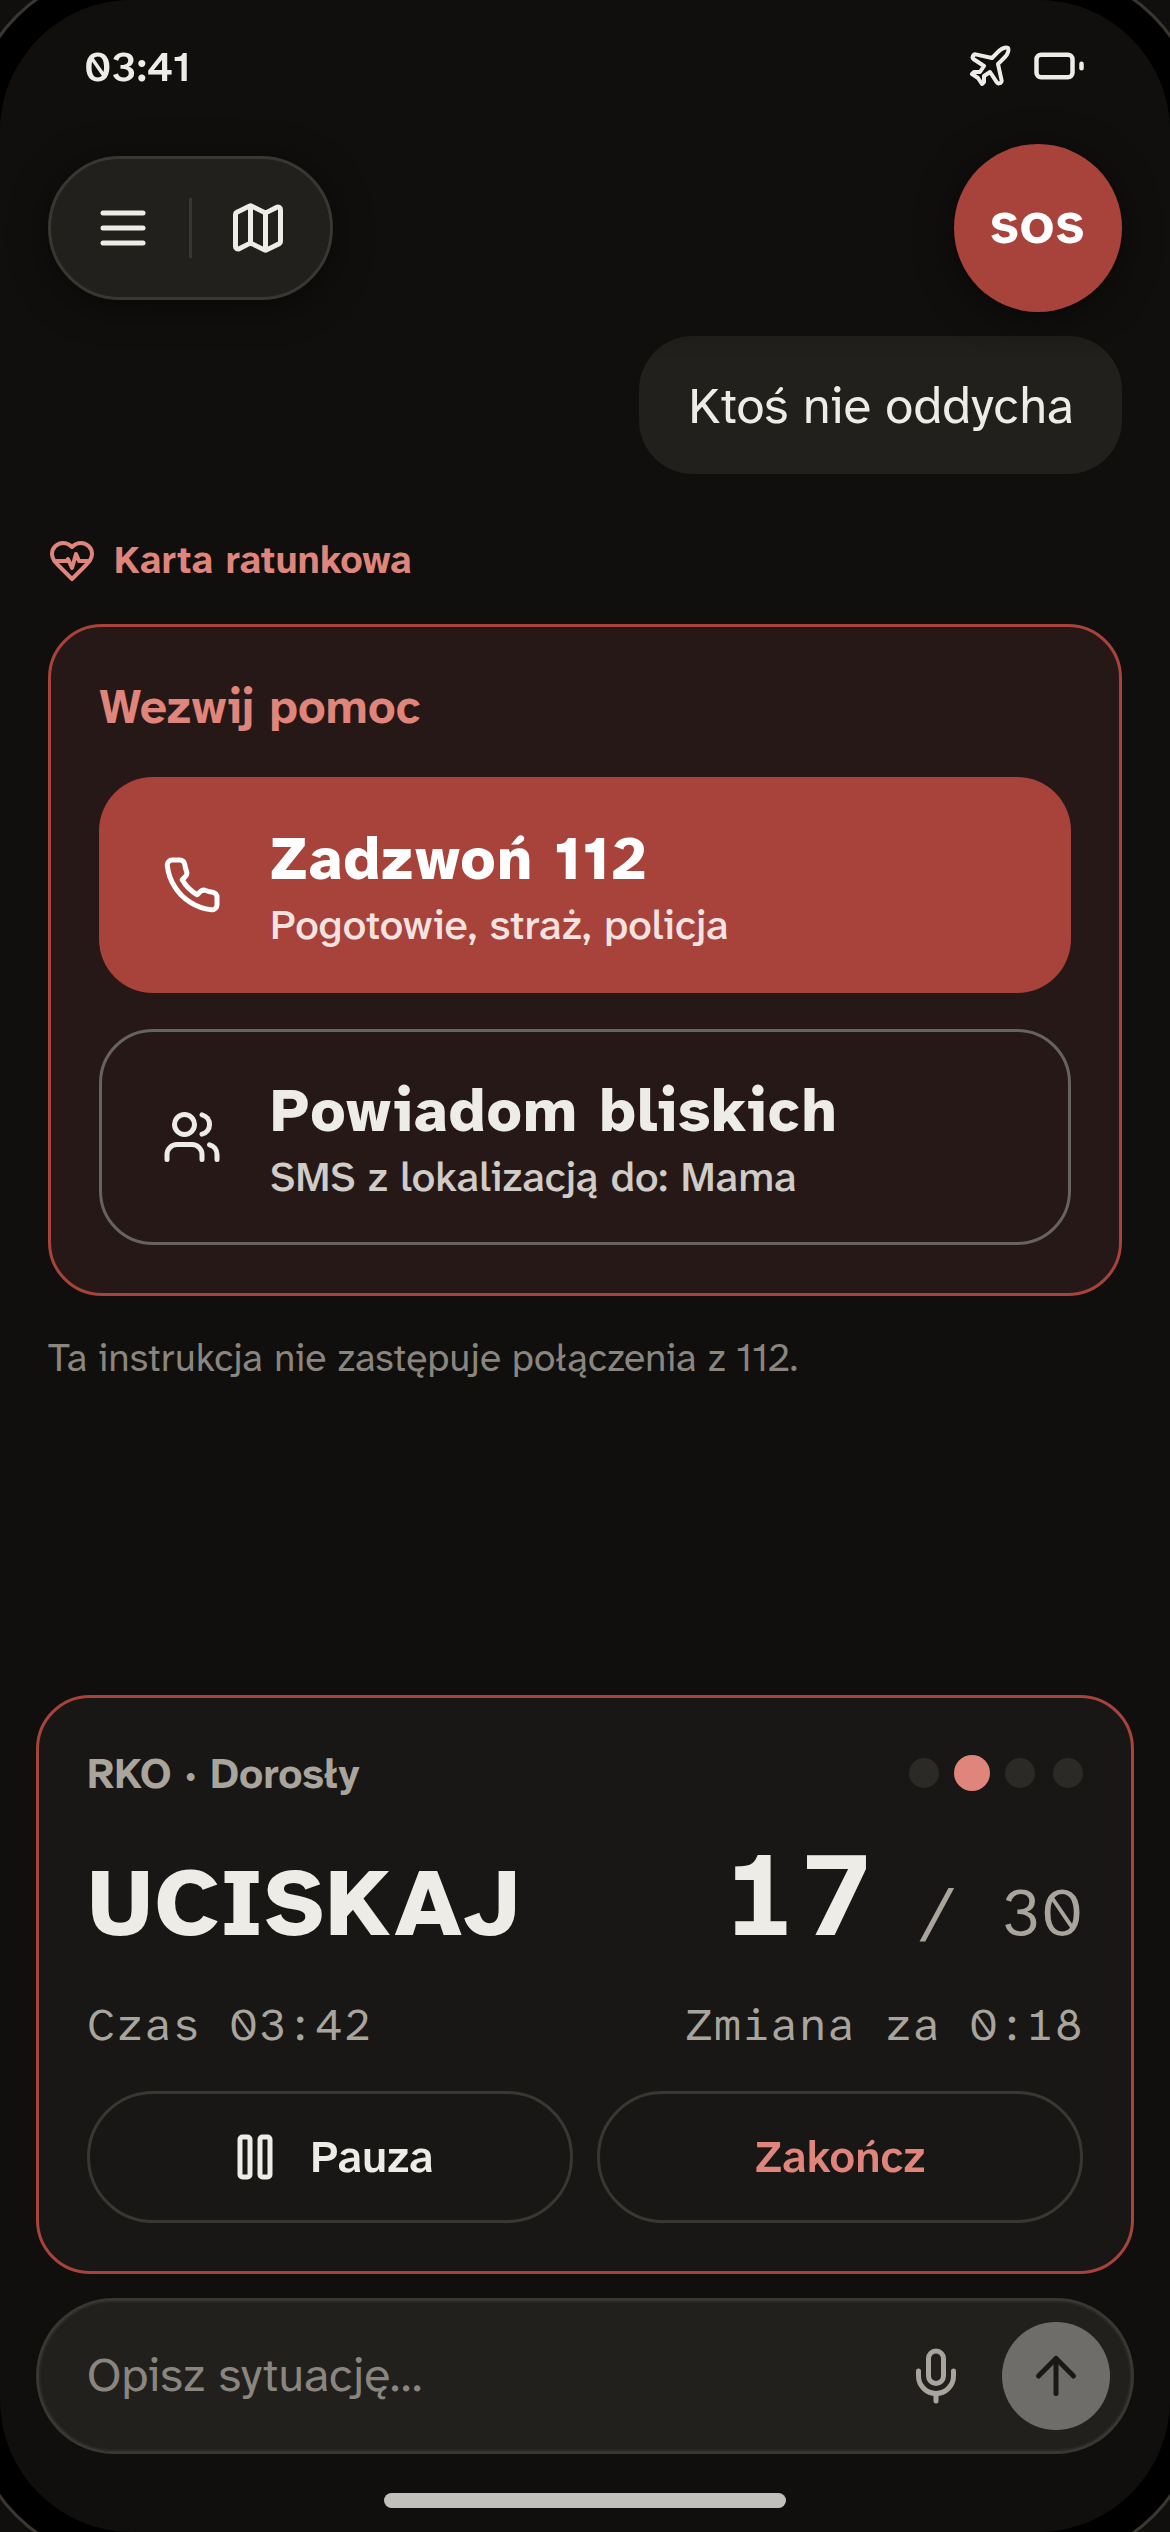 03:41
SOS
Ktoś nie oddycha
Karta ratunkowa
Wezwij pomoc
Zadzwoń 112
Pogotowie, straż, policja
Powiadom bliskich
SMS z lokalizacją do: Mama
Ta instrukcja nie zastępuje połączenia z 112.
RKO · Dorosły
UCISKAJ 17 / 30
Czas 03:42 Zmiana za 0:18
Pauza Zakończ
Opisz sytuację...